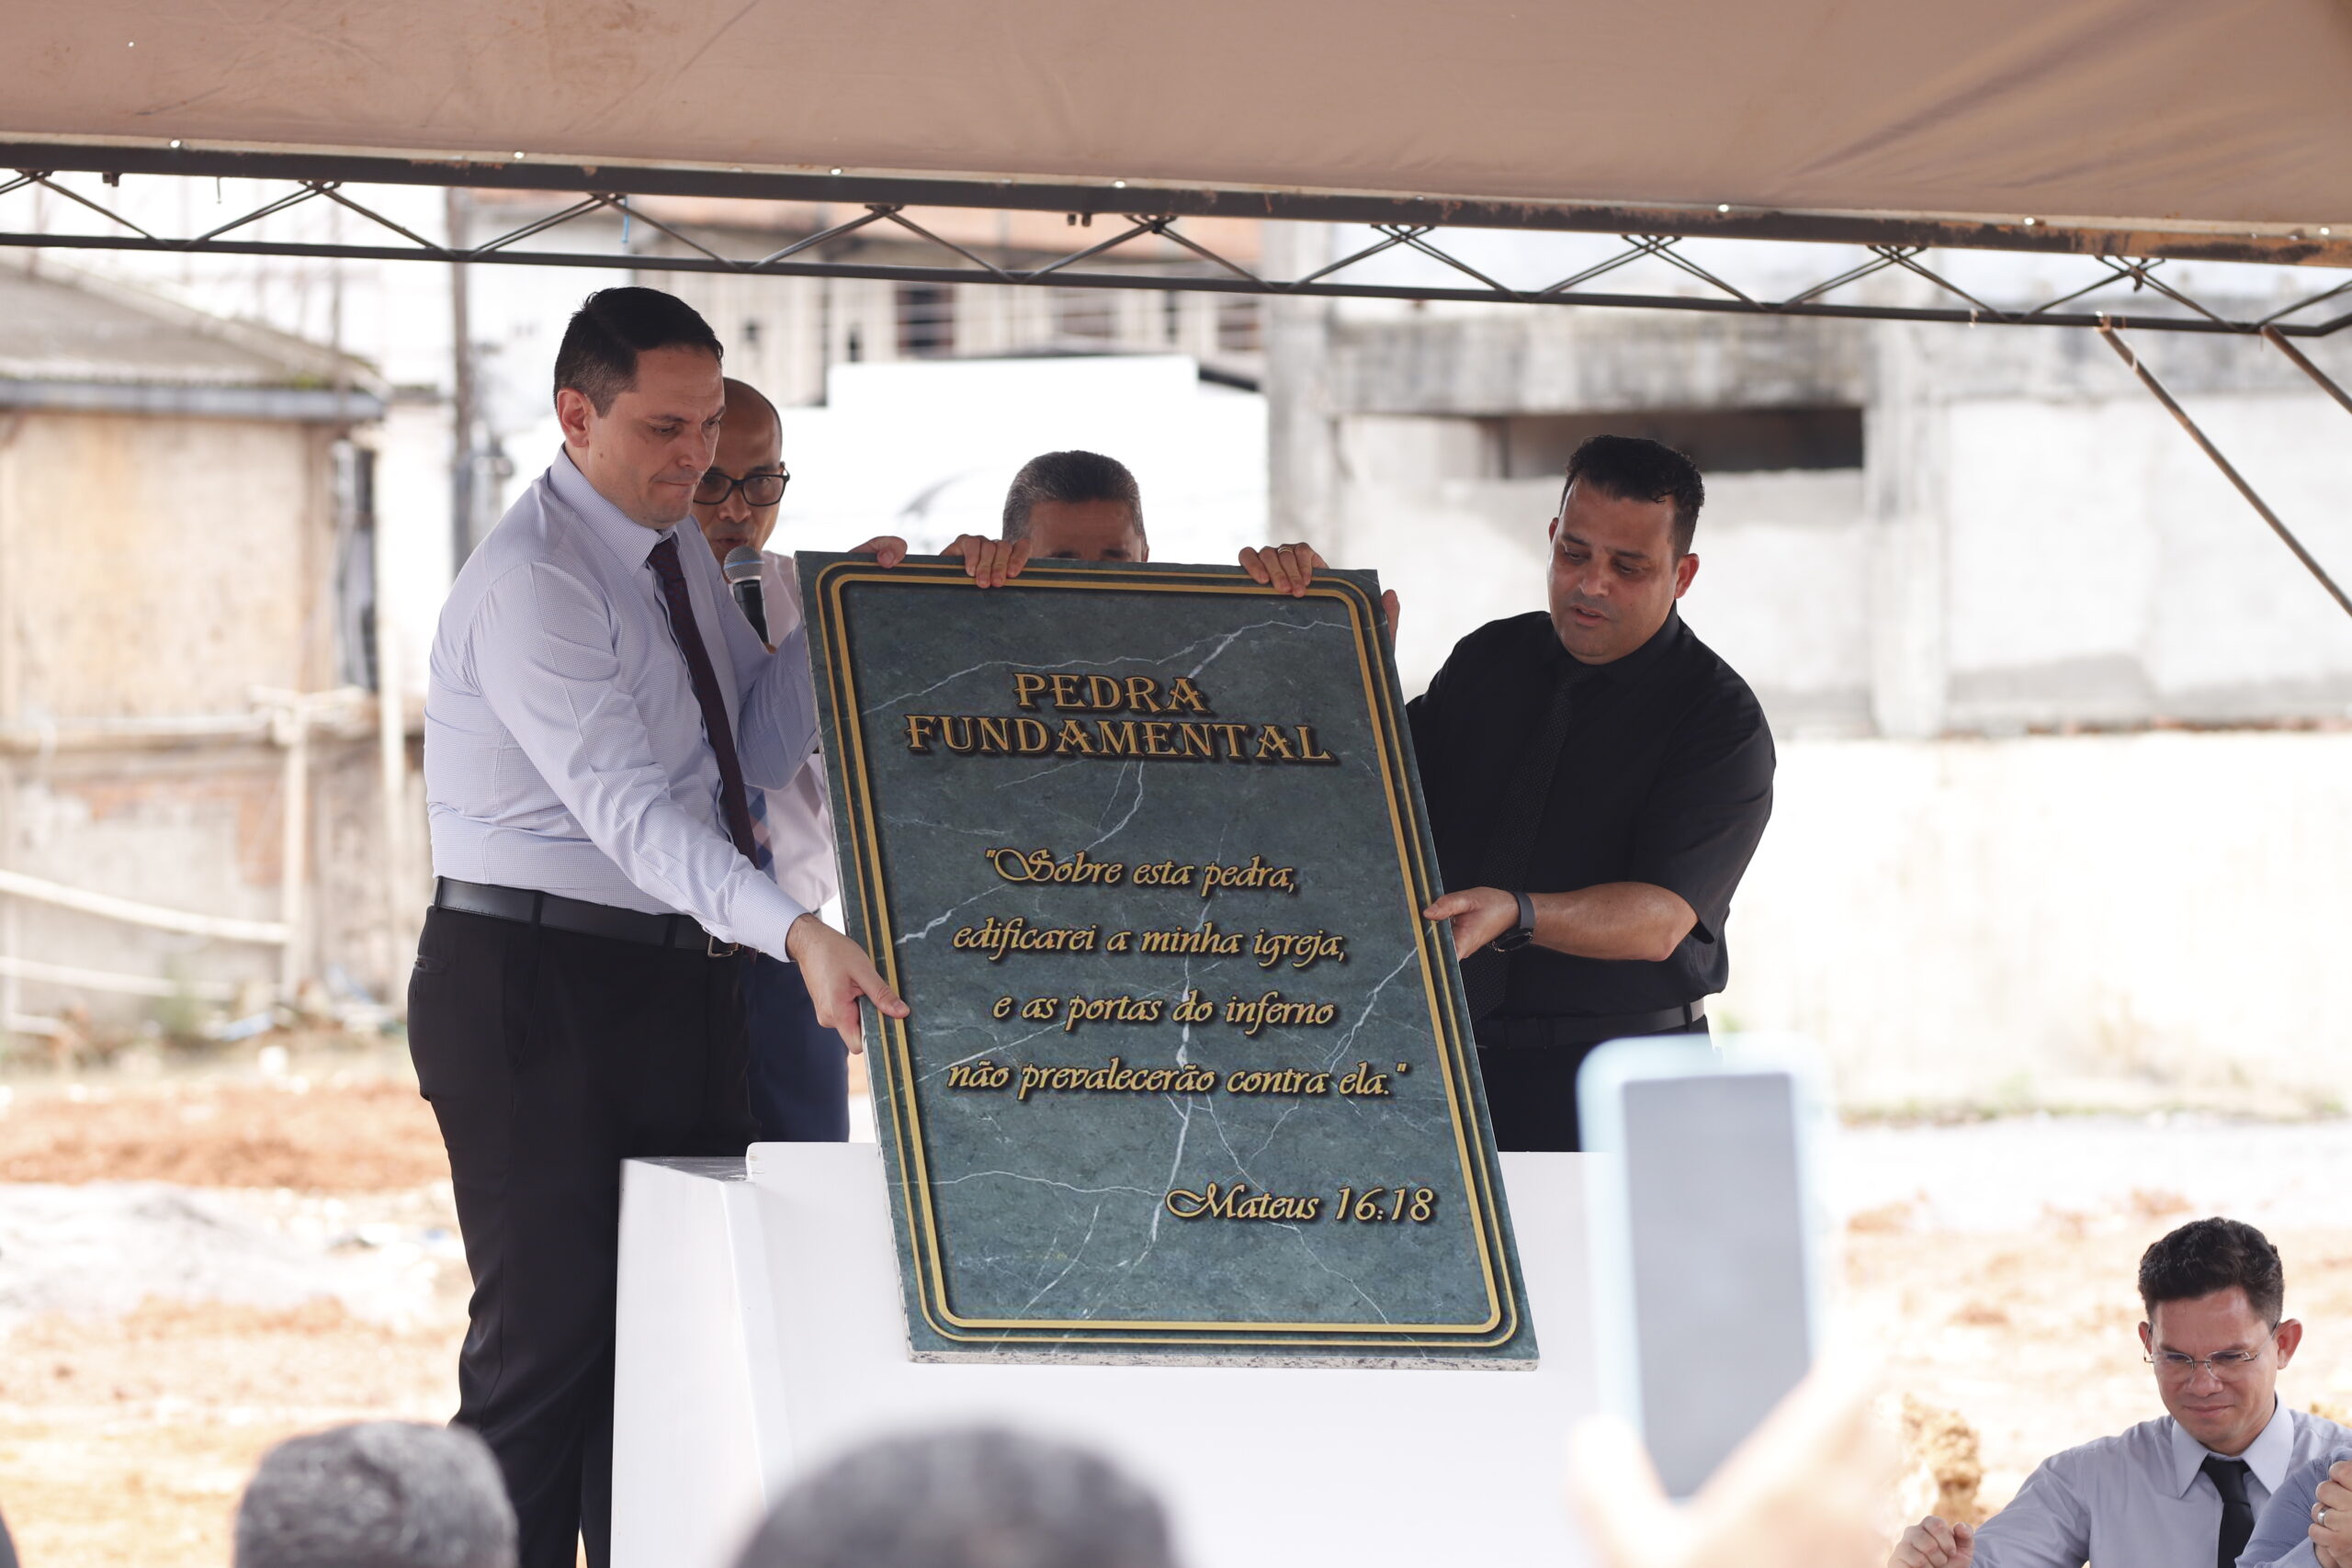 PEDRA
FUNDAMENTAL
"Sobre esta pedra,
edificarei a minha igreja,
e as portas do inferno
não prevalecerão contra ela."
Mateus 16:18